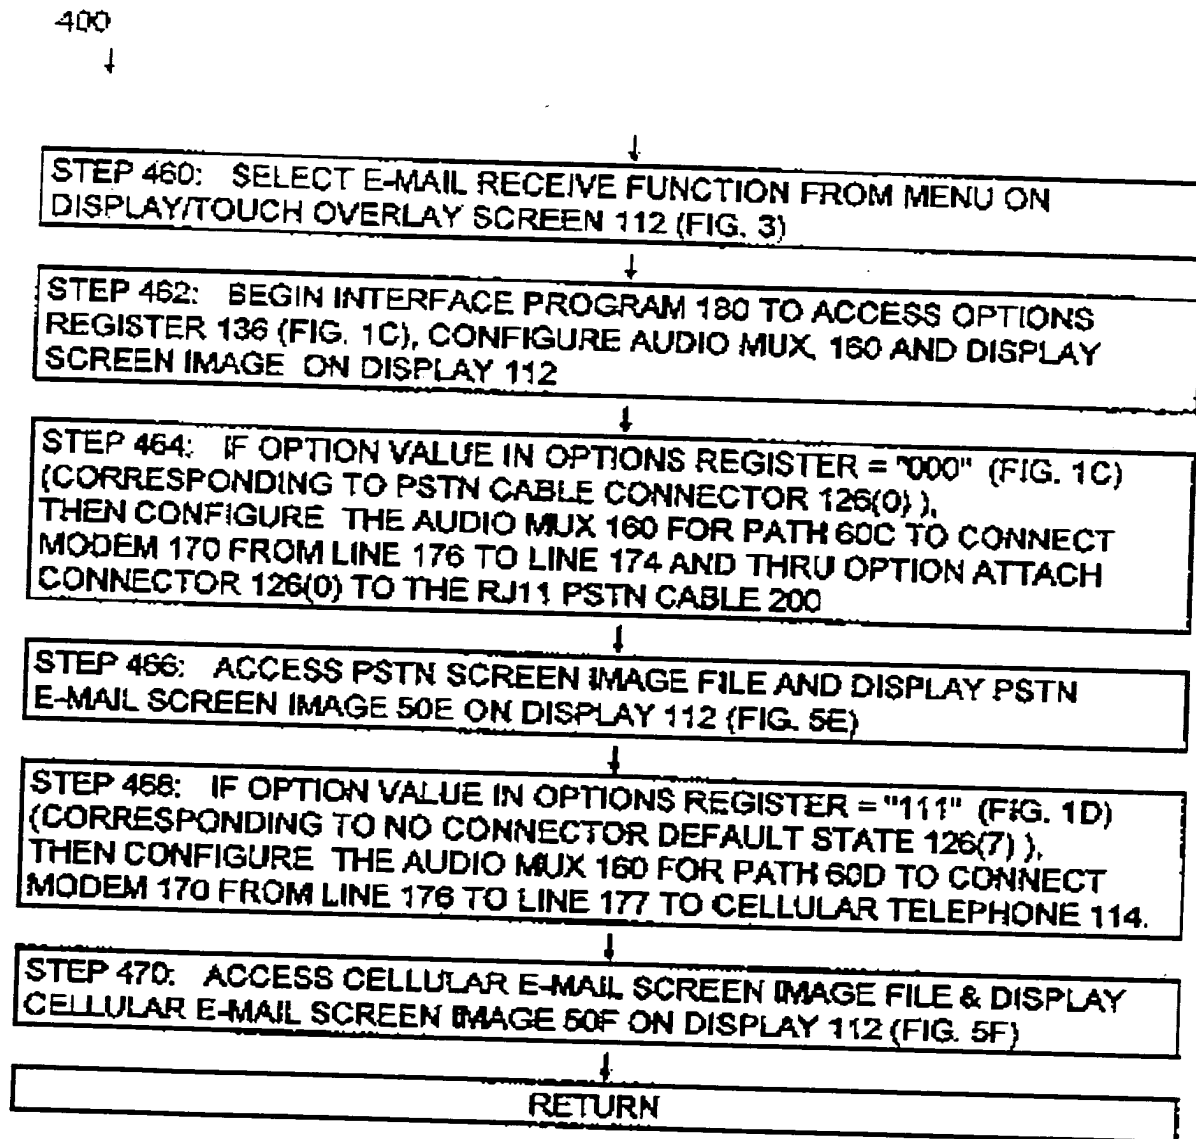 400
STEP 460: SELECT E-MAIL RECEIVE FUNCTION FROM MENU ON
DISPLAY/TOUCH OVERLAY SCREEN 112 (FIG. 3)
STEP 462: BEGIN INTERFACE PROGRAM 180 TO ACCESS OPTIONS
REGISTER 136 (FIG. 1C), CONFIGURE AUDIO MUX 160 AND DISPLAY
SCREEN IMAGE ON DISPLAY 112
STEP 464: IF OPTION VALUE IN OPTIONS REGISTER = "000" (FIG. 1C)
(CORRESPONDING TO PSTN CABLE CONNECTOR 126(0) ),
THEN CONFIGURE THE AUDIO MUX 160 FOR PATH 60C TO CONNECT
MODEM 170 FROM LINE 176 TO LINE 174 AND THRU OPTION ATTACH
CONNECTOR 126(0) TO THE RJ11 PSTN CABLE 200
STEP 466: ACCESS PSTN SCREEN IMAGE FILE AND DISPLAY PSTN
E-MAIL SCREEN IMAGE 50E ON DISPLAY 112 (FIG. 5E)
STEP 468: IF OPTION VALUE IN OPTIONS REGISTER = "111" (FIG. 1D)
(CORRESPONDING TO NO CONNECTOR DEFAULT STATE 126(7) ),
THEN CONFIGURE THE AUDIO MUX 160 FOR PATH 60D TO CONNECT
MODEM 170 FROM LINE 176 TO LINE 177 TO CELLULAR TELEPHONE 114.
STEP 470: ACCESS CELLULAR E-MAIL SCREEN IMAGE FILE & DISPLAY
CELLULAR E-MAIL SCREEN IMAGE 50F ON DISPLAY 112 (FIG. 5F)
RETURN